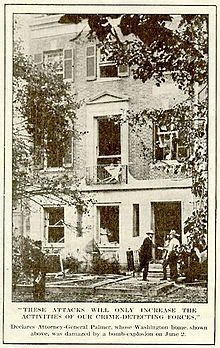 "THESE ATTACKS WILL ONLY INCREASE THE
ACTIVITIES OF OUR CRIME-DETECTING FORCES,"
Declares Attorney-General Palmer, whose Washington home, shown
above, was damaged by a bomb-explosion on June 2.